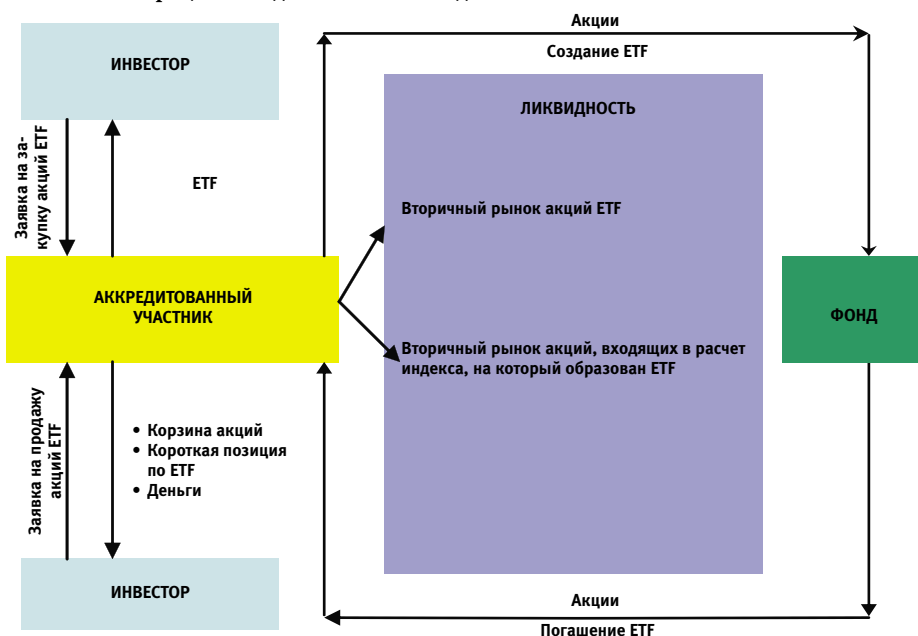 Акции
Создание ETF
ИНВЕСТОР
ЛИКВИДНОСТЬ
Заявка на за-
купку акций ETF
ETF
Вторичный рынок акций ETF
АККРЕДИТОВАННЫЙ
УЧАСТНИК
ФОНД
Вторичный рынок акций, входящих в расчет
индекса, на который образован ETF
Заявка на продажу
акций ETF
• Корзина акций
• Короткая позиция
по ETF
• Деньги
ИНВЕСТОР
Акции
Погашение ETF